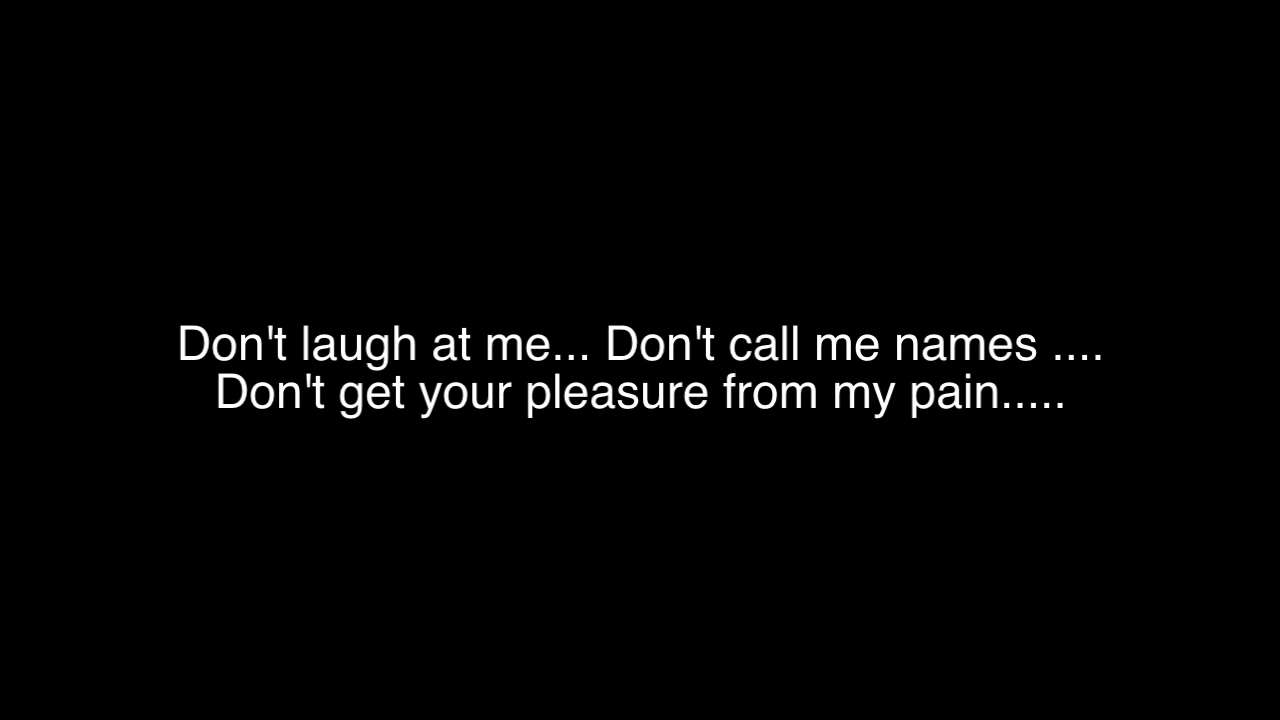 Don't laugh at me... Don't call me names ....
Don't get your pleasure from my pain.....